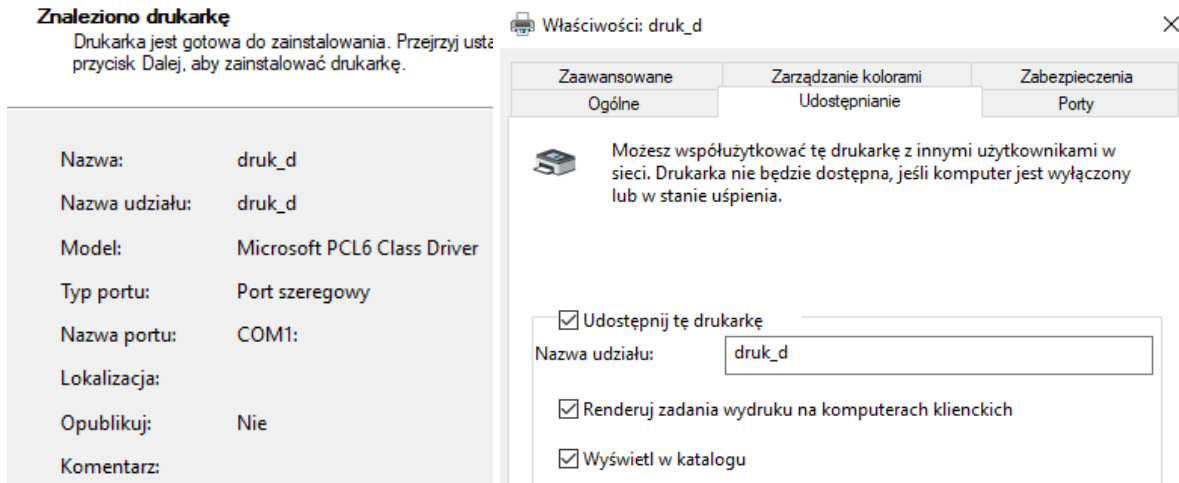 Znaleziono drukarkę
Drukarka jest gotowa do zainstalowania. Przejrzyj usta
przycisk Dalej, aby zainstalować drukarkę.
Nazwa: druk_d
Nazwa udziału: druk_d
Model: Microsoft PCL6 Class Driver
Typ portu: Port szeregowy
Nazwa portu: COM1:
Lokalizacja:
Opublikuj: Nie
Komentarz:
Właściwości: druk_d
Zaawansowane Zarządzanie kolorami Zabezpieczenia
Ogólne Udostępnianie Porty
Możesz współużytkować tę drukarkę z innymi użytkownikami w
sieci. Drukarka nie będzie dostępna, jeśli komputer jest wyłączony
lub w stanie uśpienia.
Udostępnij tę drukarkę
Nazwa udziału: druk_d
Renderuj zadania wydruku na komputerach klienckich
Wyświetl w katalogu